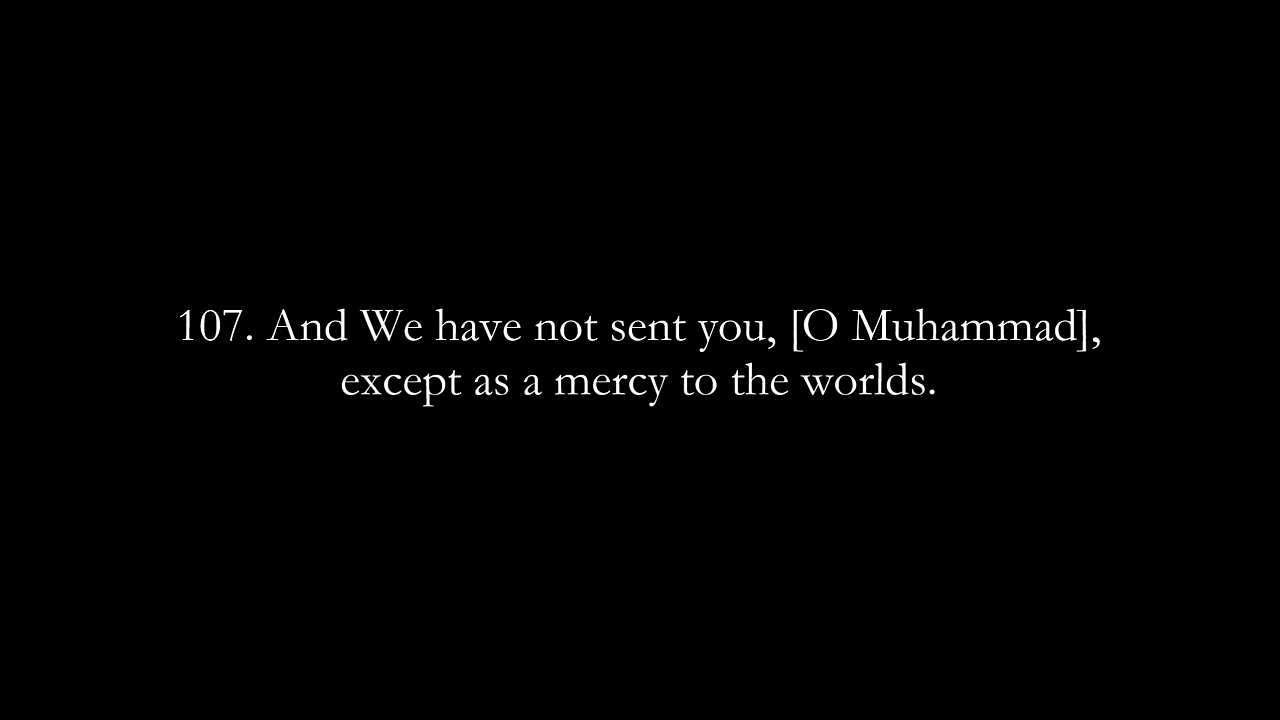 107. And We have not sent you, [O Muhammad],
except as a mercy to the worlds.